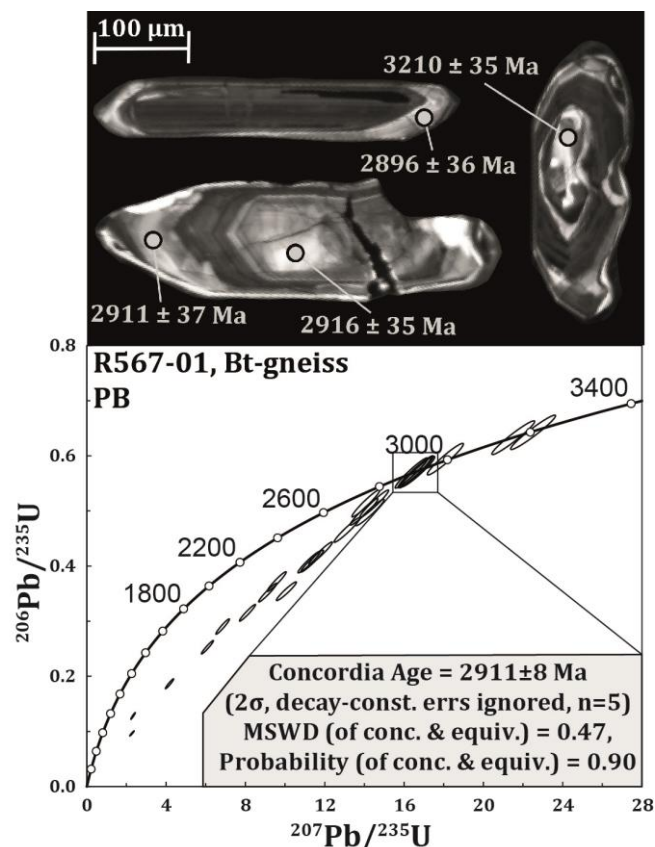 100 µm
3210 ± 35 Ma
2896 ± 36 Ma
2911 ± 37 Ma
2916 ± 35 Ma
0.8
R567-01, Bt-gneiss
PB
3400
3000
0.6
2600
2200
0.4
1800
0.2
Concordia Age = 2911±8 Ma
(2σ, decay-const. errs ignored, n=5)
MSWD (of conc. & equiv.) = 0.47,
Probability (of conc. & equiv.) = 0.90
0.0
0 4 8 12 16 20 24 28
²⁰⁶Pb/²³⁵U
²⁰⁷Pb/²³⁵U